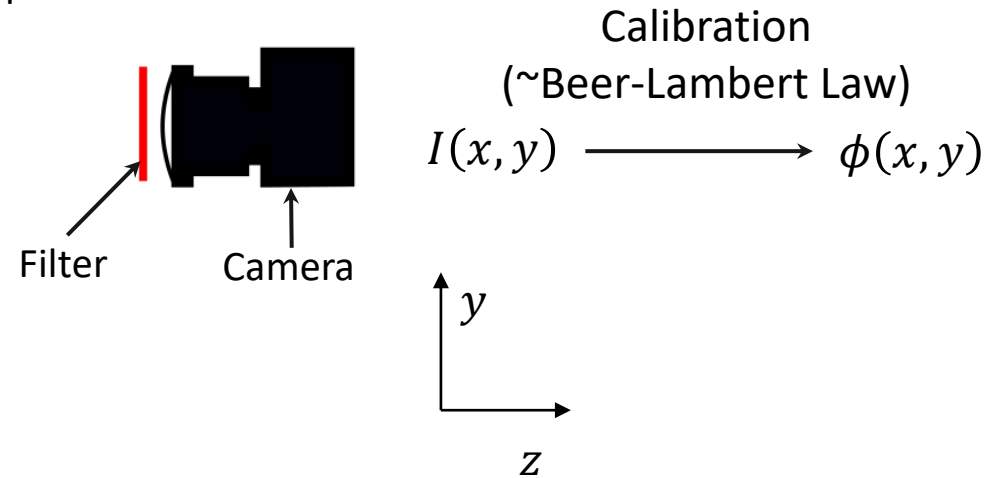 Calibration
(~Beer-Lambert Law)
I(x, y) ⟶ ϕ(x, y)
Filter
Camera
y
z